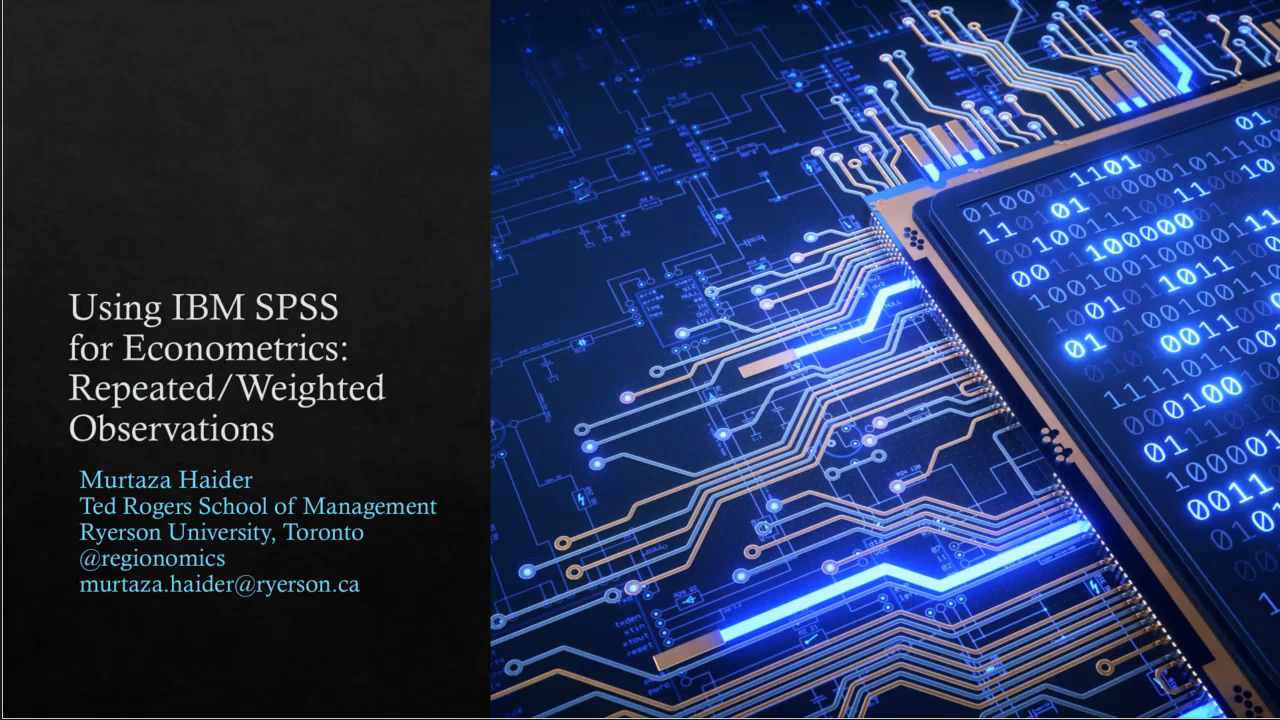 Using IBM SPSS
for Econometrics:
Repeated/Weighted
Observations
Murtaza Haider
Ted Rogers School of Management
Ryerson University, Toronto
@regionomics
murtaza.haider@ryerson.ca